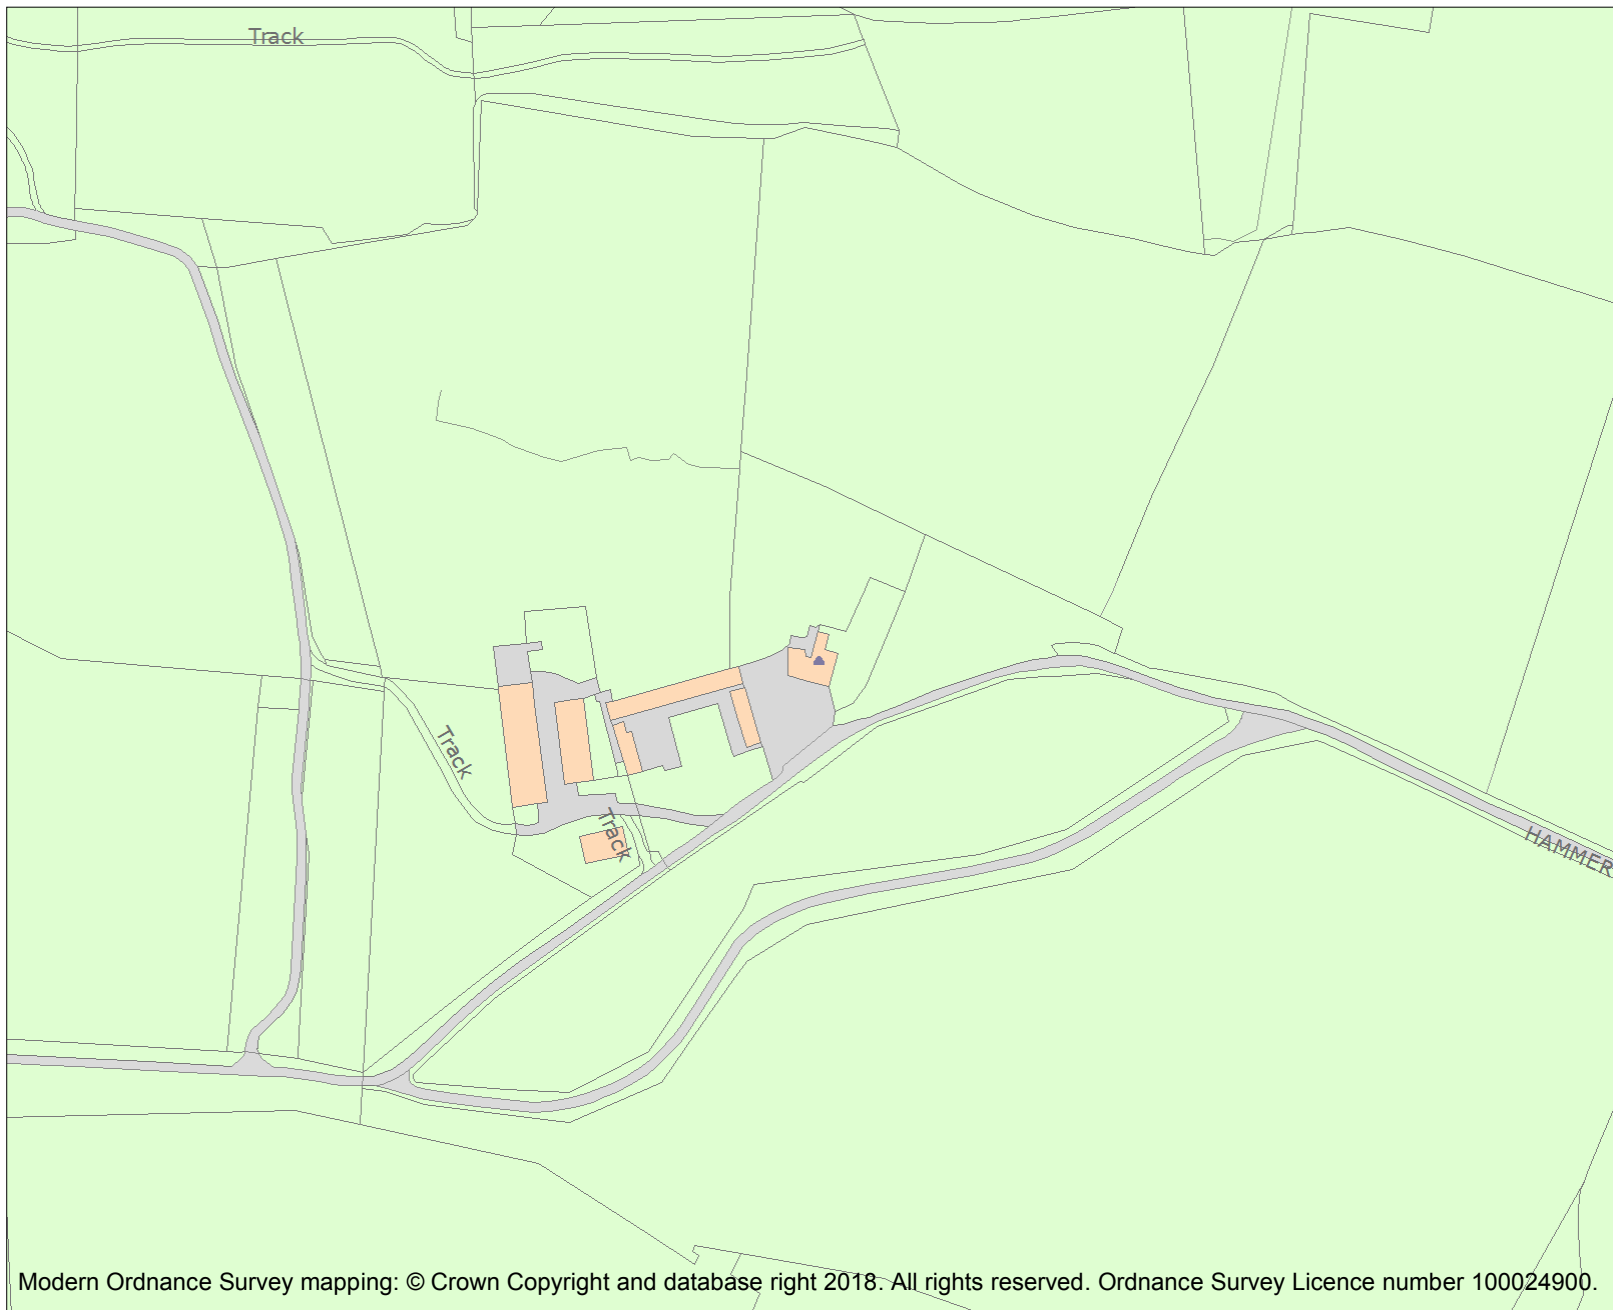 Track
Track
Track
HAMMER
Modern Ordnance Survey mapping: © Crown Copyright and database right 2018. All rights reserved. Ordnance Survey Licence number 100024900.